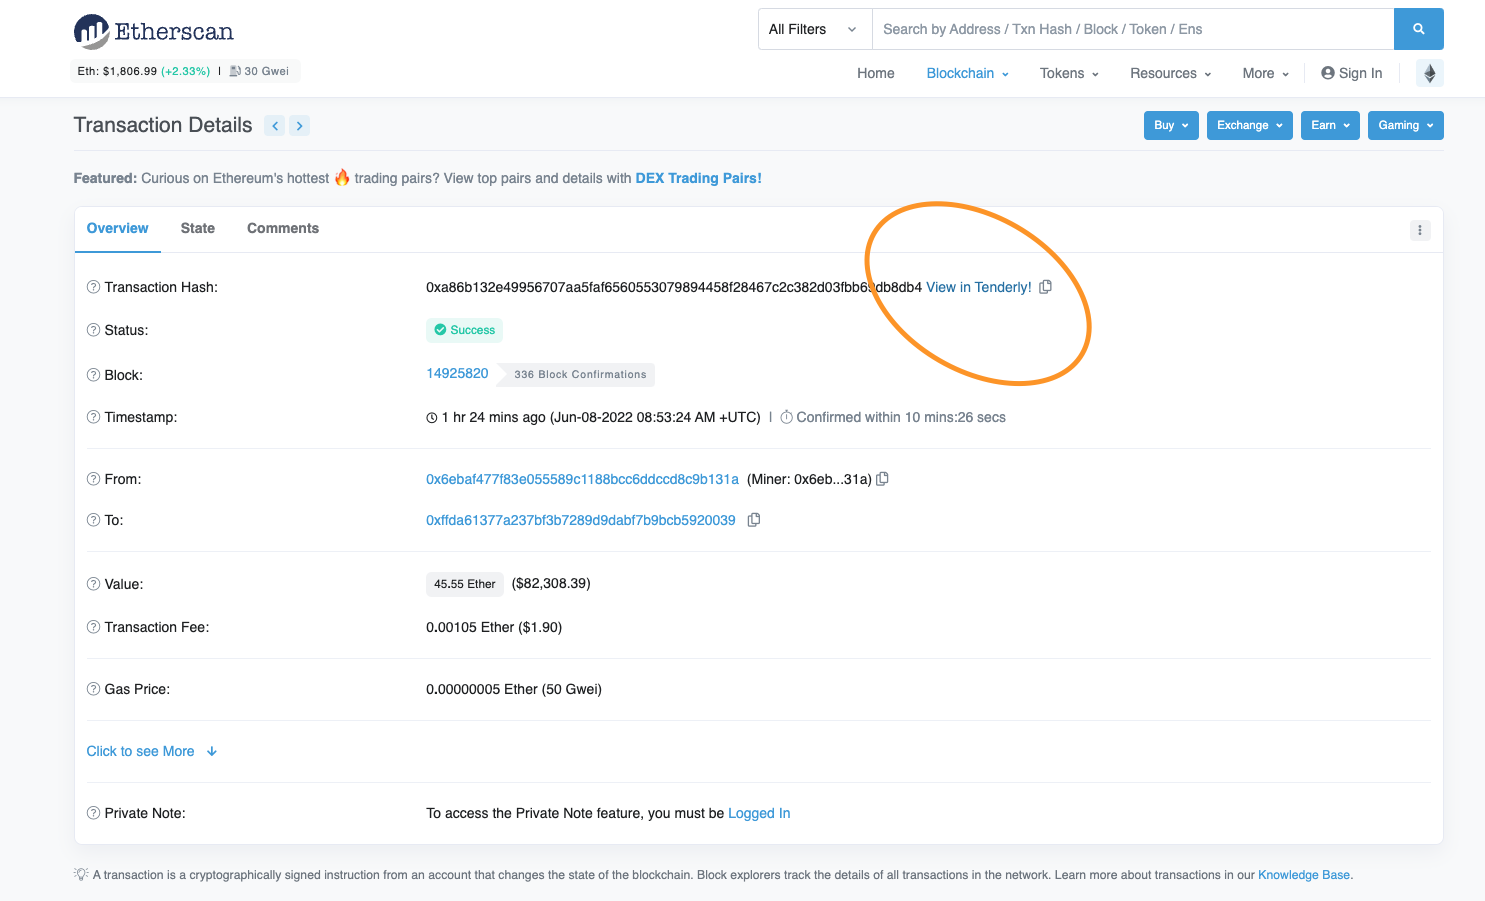 Etherscan
All Filters
Search by Address / Txn Hash / Block / Token / Ens
Eth: $1,806.99 (+2.33%) | 30 Gwei
Home Blockchain Tokens Resources More Sign In
Transaction Details
Buy Exchange Earn Gaming
Featured: Curious on Ethereum's hottest 🔥 trading pairs? View top pairs and details with DEX Trading Pairs!
Overview State Comments
Transaction Hash: 0xa86b132e49956707aa5faf6560553079894458f28467c2c382d03fbb69db8db4 View in Tenderly!
Status: Success
Block: 14925820 336 Block Confirmations
Timestamp: 1 hr 24 mins ago (Jun-08-2022 08:53:24 AM +UTC) | Confirmed within 10 mins:26 secs
From: 0x6ebaf477f83e055589c1188bcc6ddccd8c9b131a (Miner: 0x6eb...31a)
To: 0xffda61377a237bf3b7289d9dabf7b9bcb5920039
Value: 45.55 Ether ($82,308.39)
Transaction Fee: 0.00105 Ether ($1.90)
Gas Price: 0.00000005 Ether (50 Gwei)
Click to see More
Private Note: To access the Private Note feature, you must be Logged In
A transaction is a cryptographically signed instruction from an account that changes the state of the blockchain. Block explorers track the details of all transactions in the network. Learn more about transactions in our Knowledge Base.